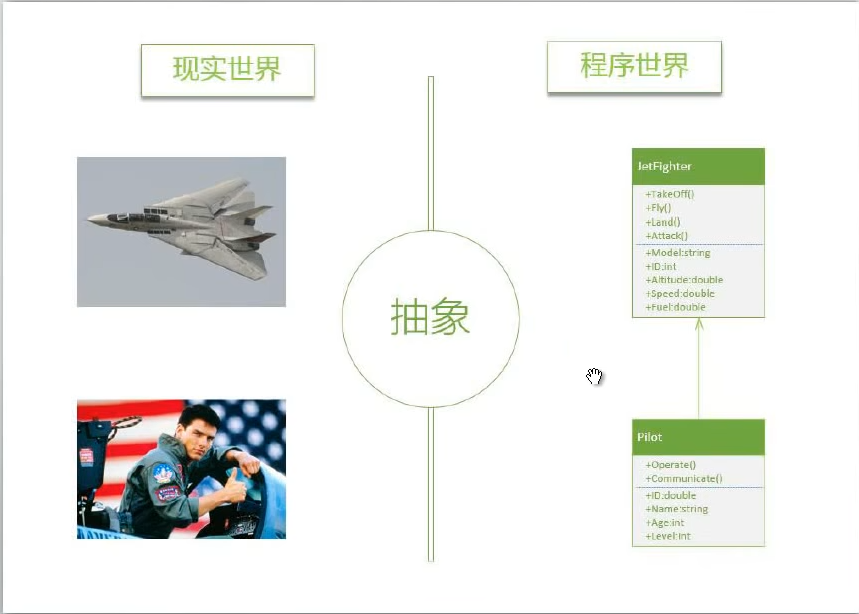 现实世界
程序世界
抽象
JetFighter
+TakeOff()
+Fly()
+Land()
+Attack()
+Model:string
+ID:int
+Altitude:double
+Speed:double
+Fuel:double
Pilot
+Operate()
+Communicate()
+ID:double
+Name:string
+Age:int
+Level:int